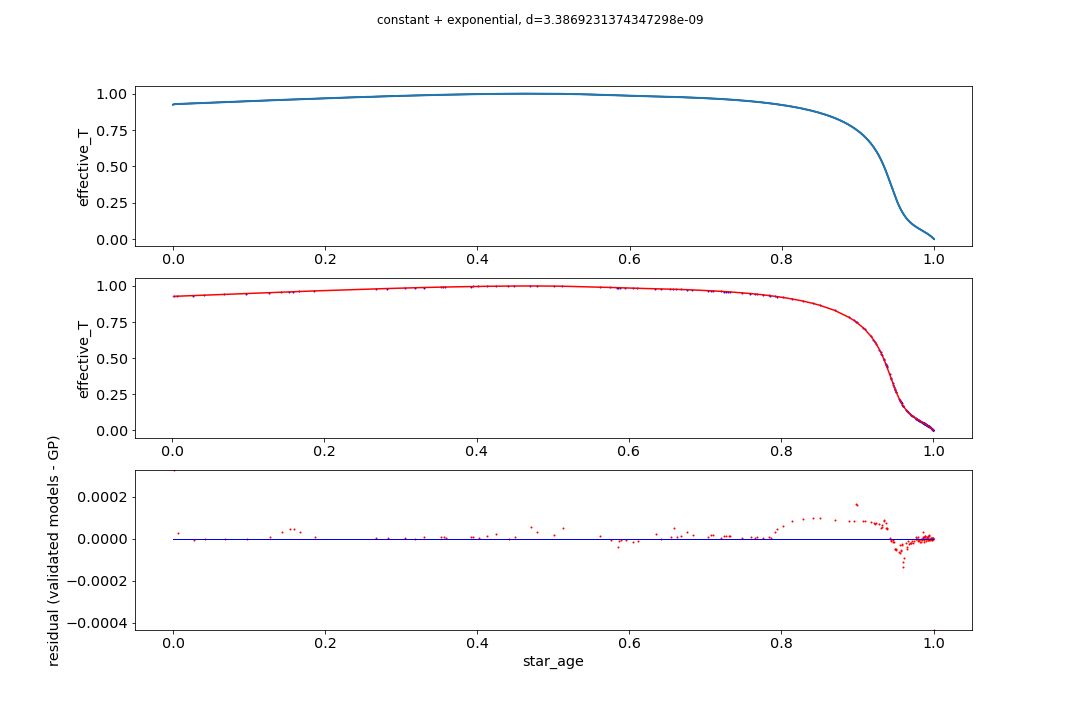 constant + exponential, d=3.3869231374347298e-09
effective_T
1.00
0.75
0.50
0.25
0.00
0.0 0.2 0.4 0.6 0.8 1.0
effective_T
1.00
0.75
0.50
0.25
0.00
0.0 0.2 0.4 0.6 0.8 1.0
residual (validated models - GP)
0.0002
0.0000
−0.0002
−0.0004
0.0 0.2 0.4 0.6 0.8 1.0
star_age